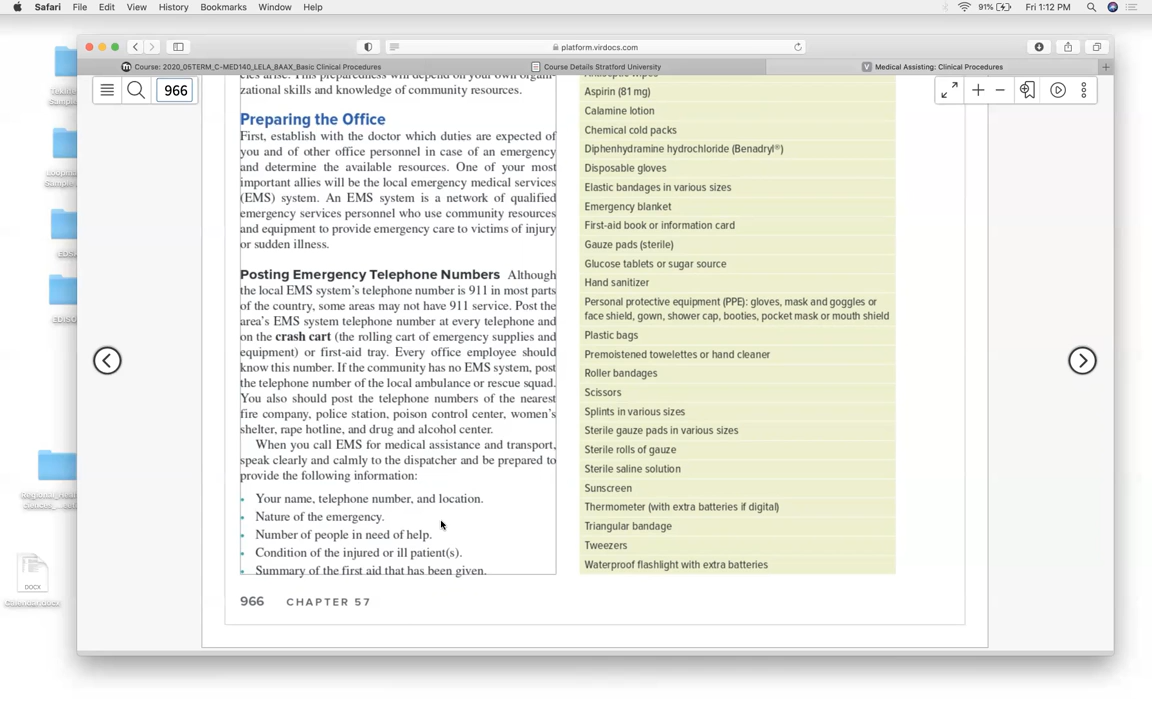 Safari File Edit View History Bookmarks Window Help
91%
Fri 1:12 PM
platform.virdocs.com
Course: 2020_05TERM_C-MED140_LELA_8AAX_Basic Clinical Procedures
Course Details Stratford University
Medical Assisting: Clinical Procedures
966
zational skills and knowledge of community resources.
Preparing the Office
First, establish with the doctor which duties are expected of
you and of other office personnel in case of an emergency
and determine the available resources. One of your most
important allies will be the local emergency medical services
(EMS) system. An EMS system is a network of qualified
emergency services personnel who use community resources
and equipment to provide emergency care to victims of injury
or sudden illness.
Posting Emergency Telephone Numbers Although
the local EMS system's telephone number is 911 in most parts
of the country, some areas may not have 911 service. Post the
area's EMS system telephone number at every telephone and
on the crash cart (the rolling cart of emergency supplies and
equipment) or first-aid tray. Every office employee should
know this number. If the community has no EMS system, post
the telephone number of the local ambulance or rescue squad.
You also should post the telephone numbers of the nearest
fire company, police station, poison control center, women's
shelter, rape hotline, and drug and alcohol center.
When you call EMS for medical assistance and transport,
speak clearly and calmly to the dispatcher and be prepared to
provide the following information:
• Your name, telephone number, and location.
• Nature of the emergency.
• Number of people in need of help.
• Condition of the injured or ill patient(s).
• Summary of the first aid that has been given.
Aspirin (81 mg)
Calamine lotion
Chemical cold packs
Diphenhydramine hydrochloride (Benadryl®)
Disposable gloves
Elastic bandages in various sizes
Emergency blanket
First-aid book or information card
Gauze pads (sterile)
Glucose tablets or sugar source
Hand sanitizer
Personal protective equipment (PPE): gloves, mask and goggles or
face shield, gown, shower cap, booties, pocket mask or mouth shield
Plastic bags
Premoistened towelettes or hand cleaner
Roller bandages
Scissors
Splints in various sizes
Sterile gauze pads in various sizes
Sterile rolls of gauze
Sterile saline solution
Sunscreen
Thermometer (with extra batteries if digital)
Triangular bandage
Tweezers
Waterproof flashlight with extra batteries
966 CHAPTER 57
DOCX
Calendar.docx